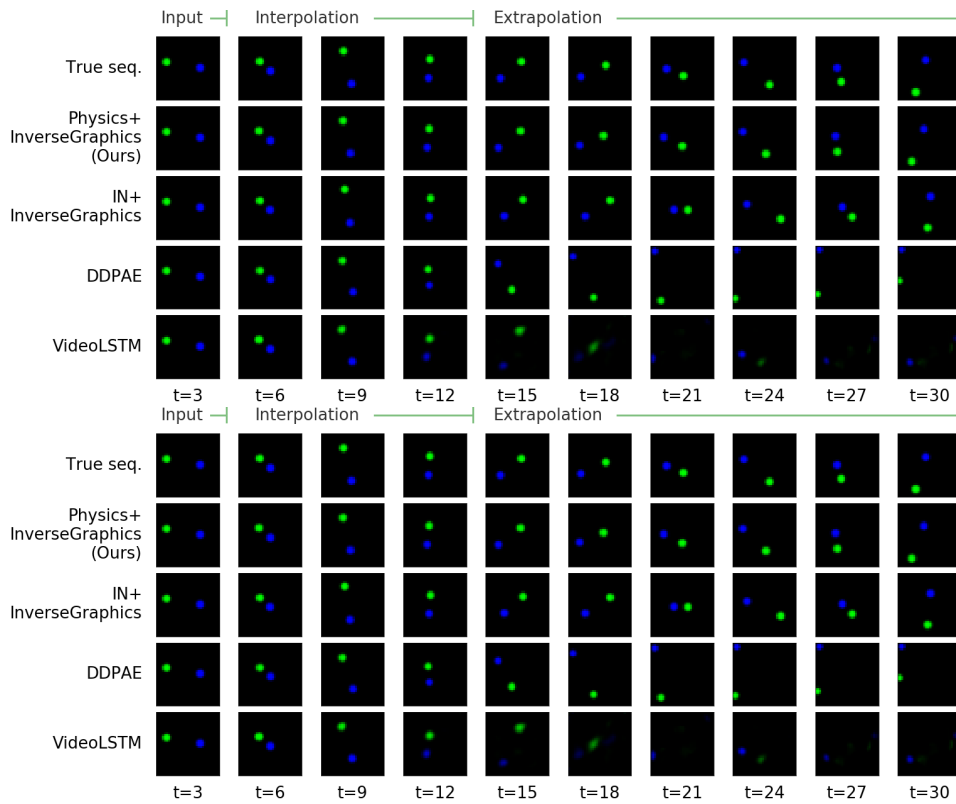 Input Interpolation Extrapolation
True seq.
Physics+
InverseGraphics
(Ours)
IN+
InverseGraphics
DDPAE
VideoLSTM
t=3 t=6 t=9 t=12 t=15 t=18 t=21 t=24 t=27 t=30
Input Interpolation Extrapolation
True seq.
Physics+
InverseGraphics
(Ours)
IN+
InverseGraphics
DDPAE
VideoLSTM
t=3 t=6 t=9 t=12 t=15 t=18 t=21 t=24 t=27 t=30